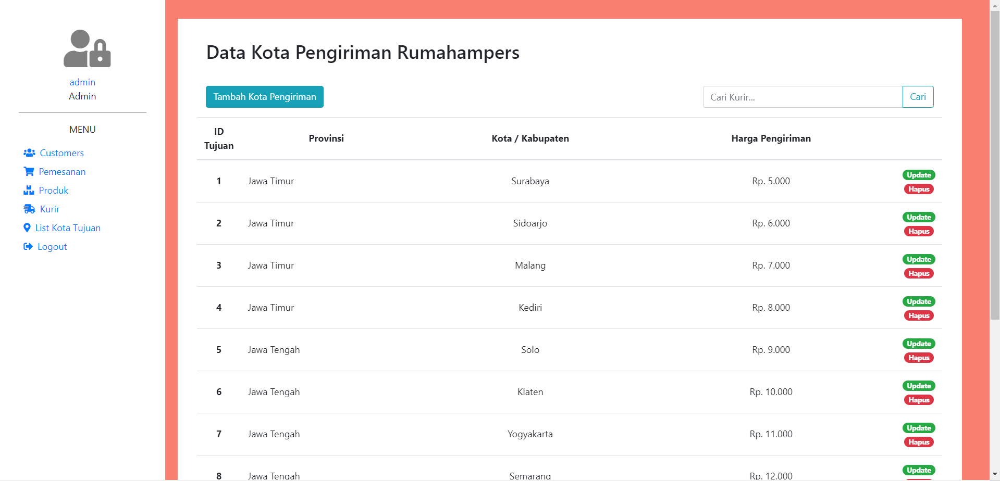 admin
Admin
MENU
Customers
Pemesanan
Produk
Kurir
List Kota Tujuan
Logout
Data Kota Pengiriman Rumahampers
Tambah Kota Pengiriman
Cari Kurir... Cari
ID Tujuan Provinsi Kota / Kabupaten Harga Pengiriman
1 Jawa Timur Surabaya Rp. 5.000 Update
Hapus
2 Jawa Timur Sidoarjo Rp. 6.000 Update
Hapus
3 Jawa Timur Malang Rp. 7.000 Update
Hapus
4 Jawa Timur Kediri Rp. 8.000 Update
Hapus
5 Jawa Tengah Solo Rp. 9.000 Update
Hapus
6 Jawa Tengah Klaten Rp. 10.000 Update
Hapus
7 Jawa Tengah Yogyakarta Rp. 11.000 Update
Hapus
8 Jawa Tengah Semarang Rp. 12.000 Update